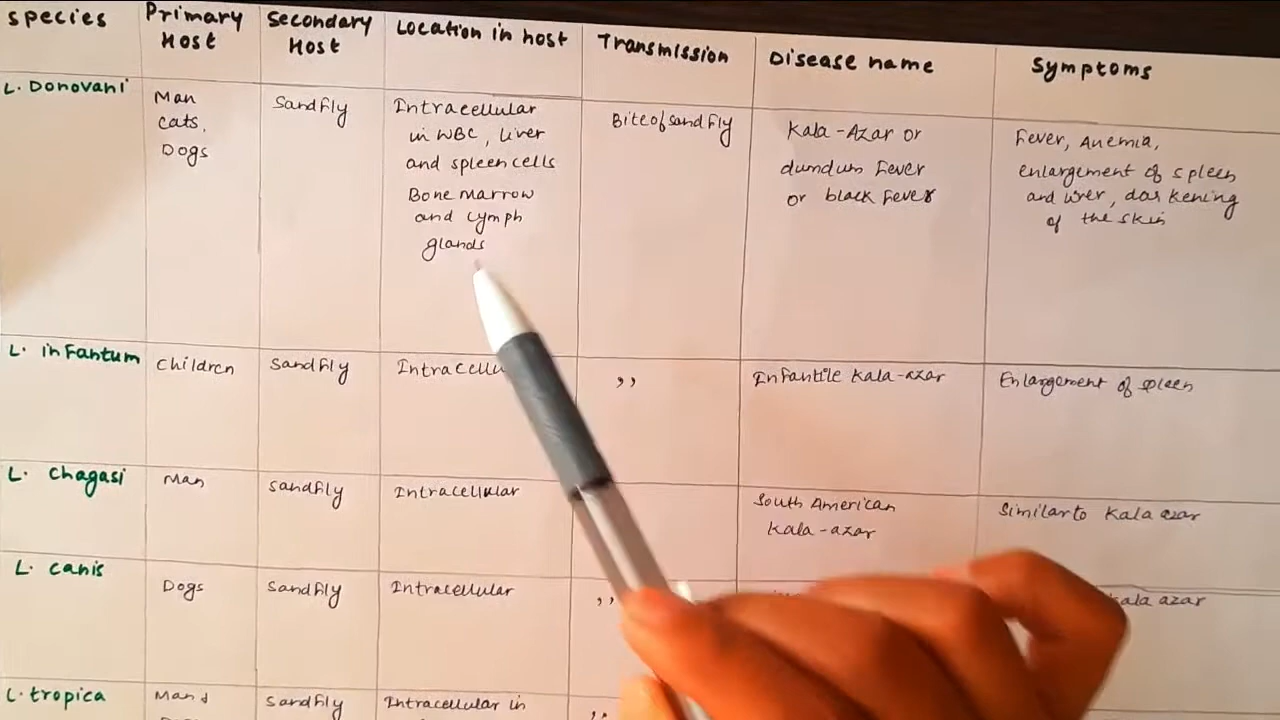 Species
Primary
Host
Secondary
Host
Location in host
Transmission
Disease name
Symptoms
L. Donovani
Man
cats,
Dogs
Sandfly
Intracellular
in WBC, liver
and spleen cells
Bone marrow
and lymph
glands
Bite of sand fly
Kala-Azar or
dumdum Fever
or black Fever
Fever, Anemia,
enlargement of spleen
and liver, darkening
of the skin
L. infantum
Children
Sandfly
Intracellu
,,
Infantile Kala-azar
Enlargement of spleen
L. Chagasi
Man
Sandfly
Intracellular
South American
Kala-azar
Similar to Kala azar
L. canis
Dogs
Sandfly
Intracellular
,,
kala azar
L. tropica
Man &
Sandfly
Intracellular in
,,